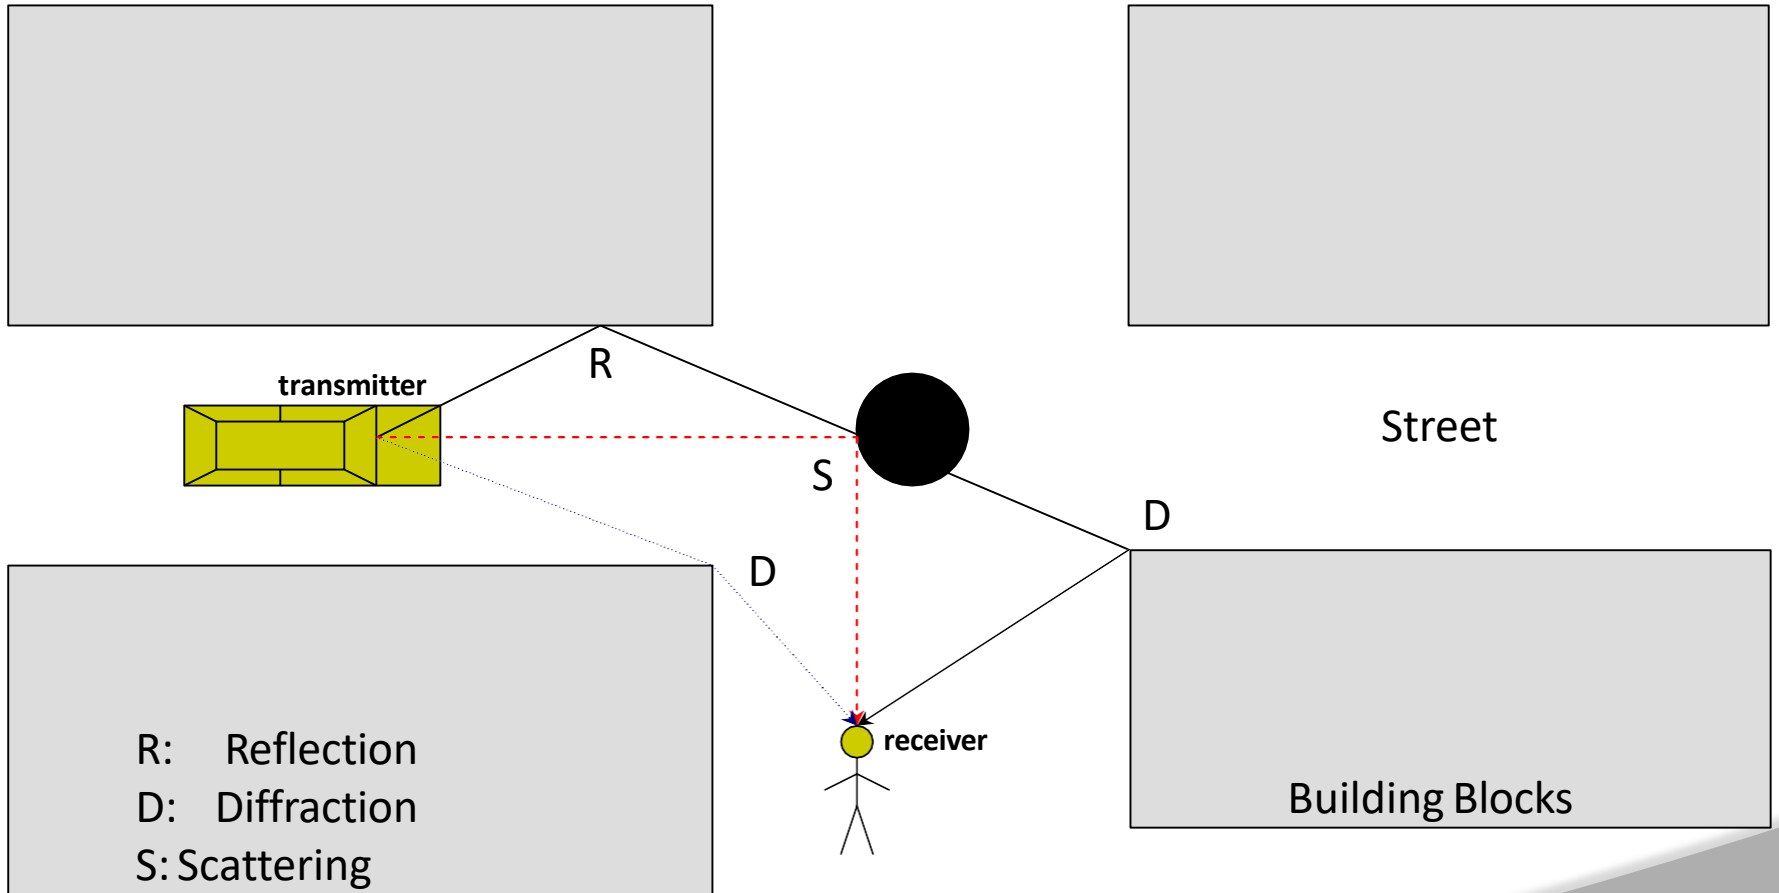 R
transmitter
Street
S
D
D
receiver
R: Reflection
D: Diffraction
S: Scattering
Building Blocks